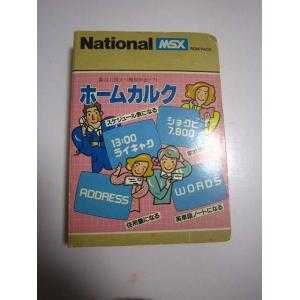 National MSX ROM PACK
ホームカルク
スケジュール表になる
13:00
ライキャク
ショクヒ
7,800
ADDRESS
WORDS
住所録になる
英単語ノートになる